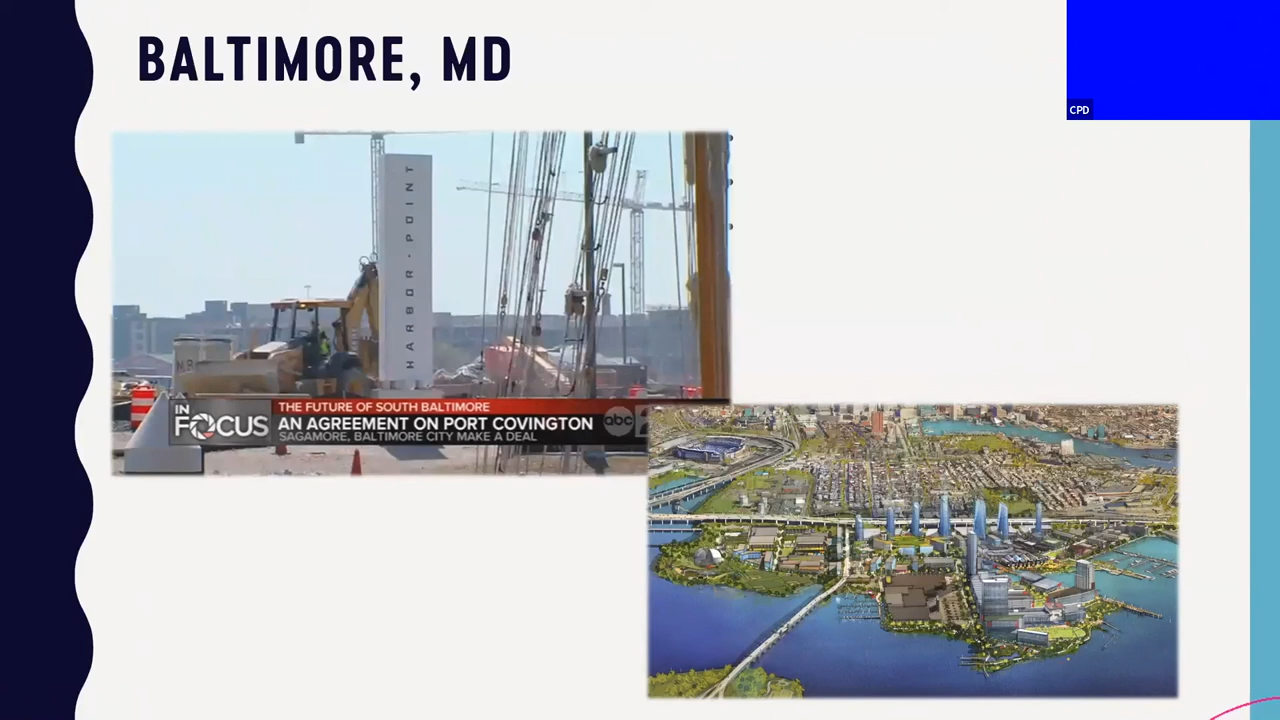 BALTIMORE, MD
CPD
HARBOR·POINT
IN
FOCUS
THE FUTURE OF SOUTH BALTIMORE
AN AGREEMENT ON PORT COVINGTON
SAGAMORE, BALTIMORE CITY MAKE A DEAL
abc